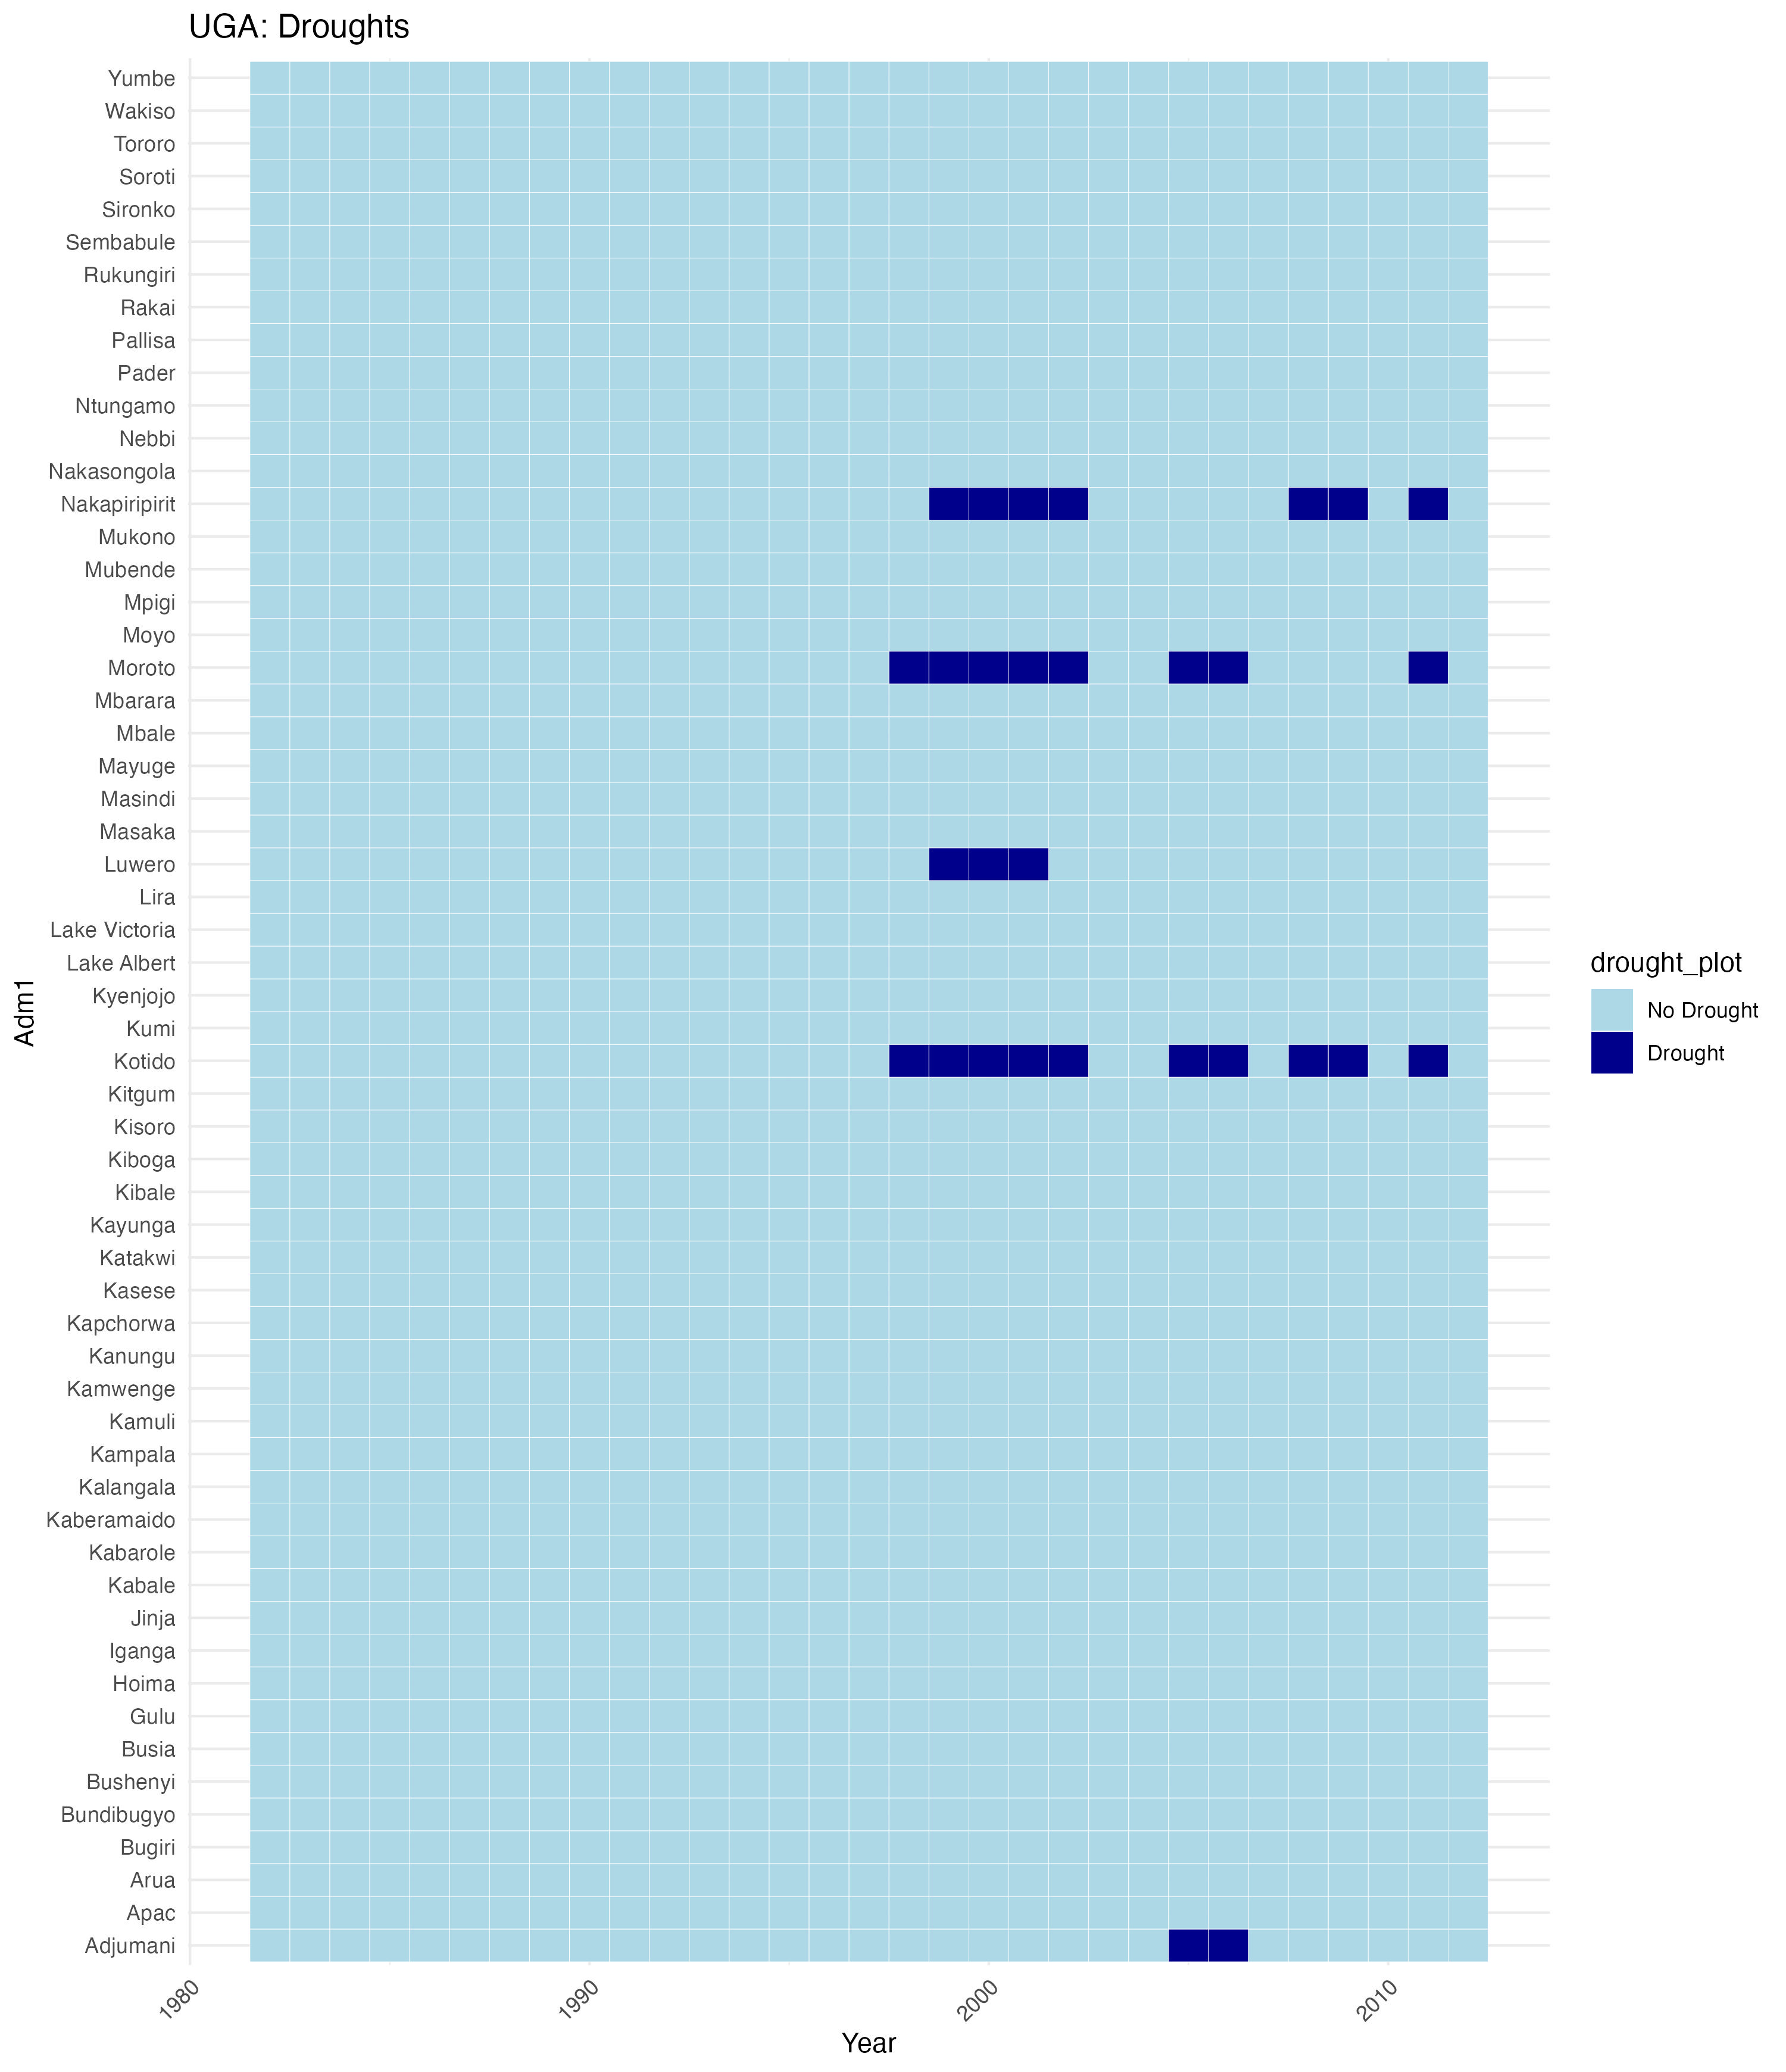 UGA: Droughts
Yumbe
Wakiso
Tororo
Soroti
Sironko
Sembabule
Rukungiri
Rakai
Pallisa
Pader
Ntungamo
Nebbi
Nakasongola
Nakapiripirit
Mukono
Mubende
Mpigi
Moyo
Moroto
Mbarara
Mbale
Mayuge
Masindi
Masaka
Luwero
Lira
Lake Victoria
Lake Albert
Kyenjojo
Kumi
Kotido
Kitgum
Kisoro
Kiboga
Kibale
Kayunga
Katakwi
Kasese
Kapchorwa
Kanungu
Kamwenge
Kamuli
Kampala
Kalangala
Kaberamaido
Kabarole
Kabale
Jinja
Iganga
Hoima
Gulu
Busia
Bushenyi
Bundibugyo
Bugiri
Arua
Apac
Adjumani
Adm1
1980
1990
2000
2010
Year
drought_plot
No Drought
Drought